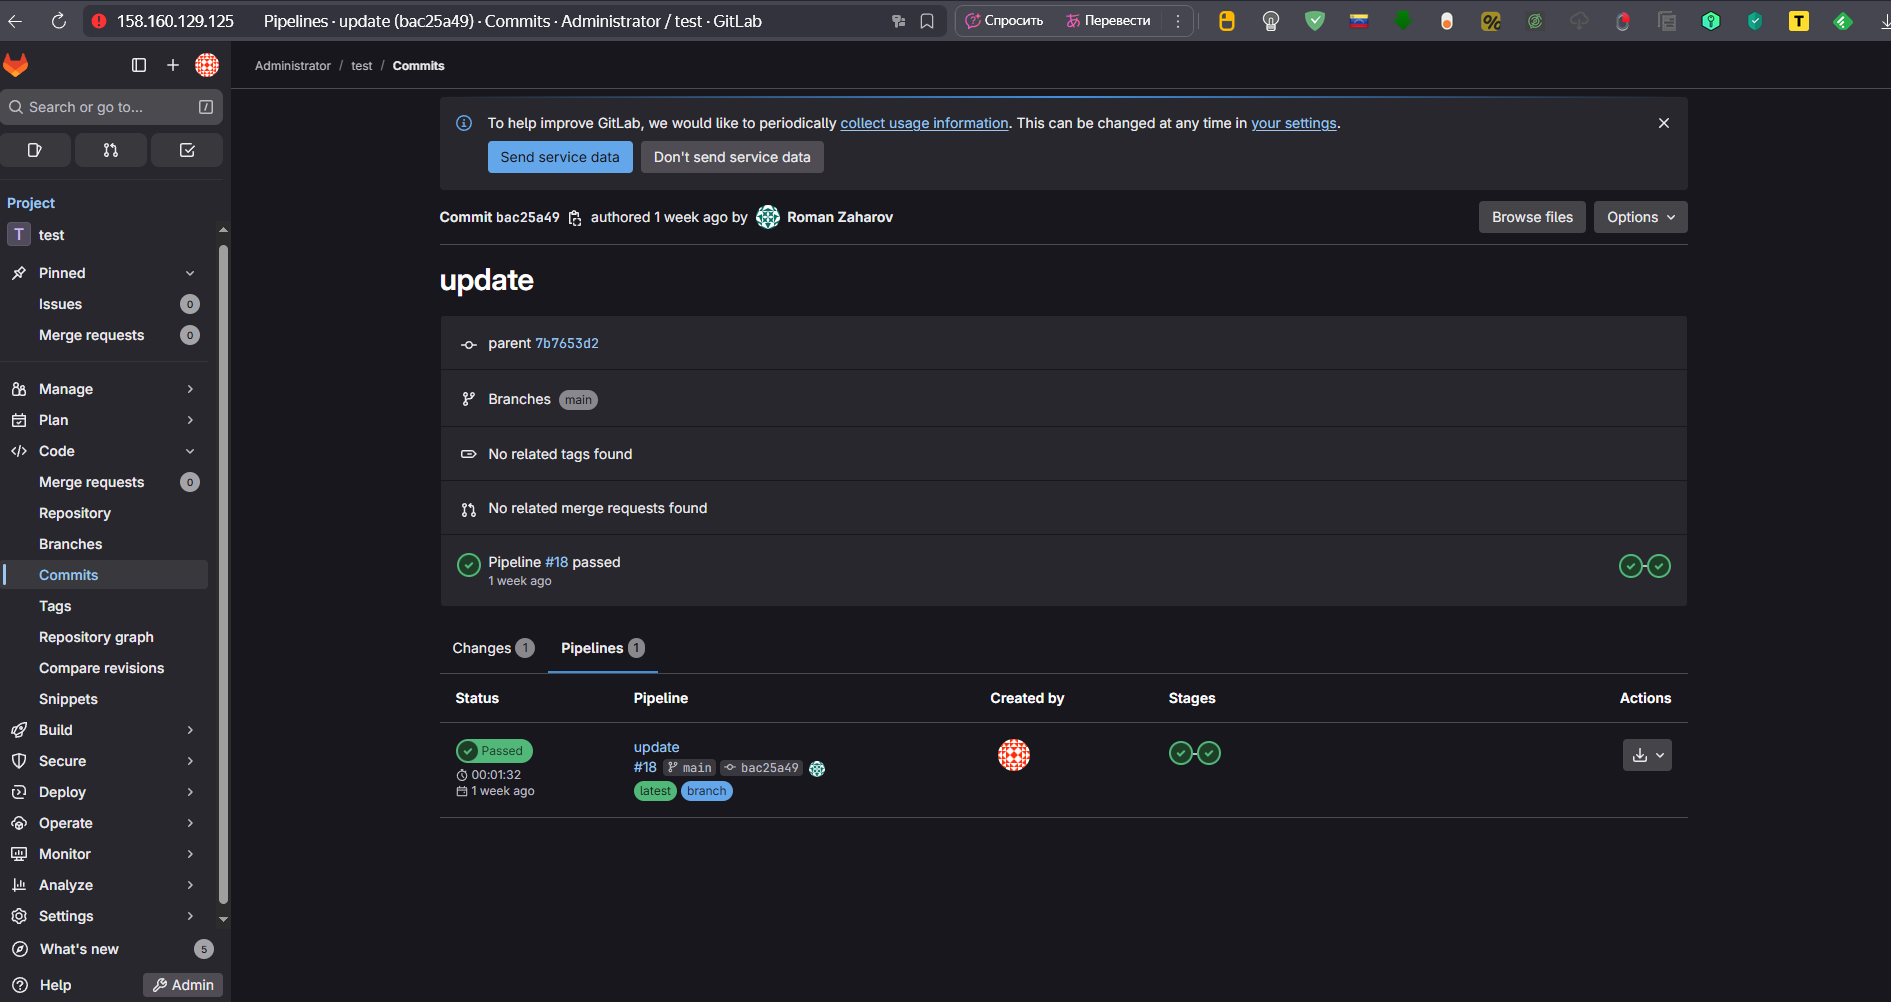 158.160.129.125 Pipelines · update (bac25a49) · Commits · Administrator / test · GitLab
Спросить Перевести
Administrator / test / Commits
Search or go to...
Project
T test
Pinned
Issues 0
Merge requests 0
Manage
Plan
Code
Merge requests 0
Repository
Branches
Commits
Tags
Repository graph
Compare revisions
Snippets
Build
Secure
Deploy
Operate
Monitor
Analyze
Settings
What's new 5
Help Admin
To help improve GitLab, we would like to periodically collect usage information. This can be changed at any time in your settings.
Send service data Don't send service data
Commit bac25a49 authored 1 week ago by Roman Zaharov Browse files Options
update
parent 7b7653d2
Branches main
No related tags found
No related merge requests found
Pipeline #18 passed
1 week ago
Changes 1 Pipelines 1
Status Pipeline Created by Stages Actions
Passed
00:01:32
1 week ago
update
#18 main bac25a49
latest branch